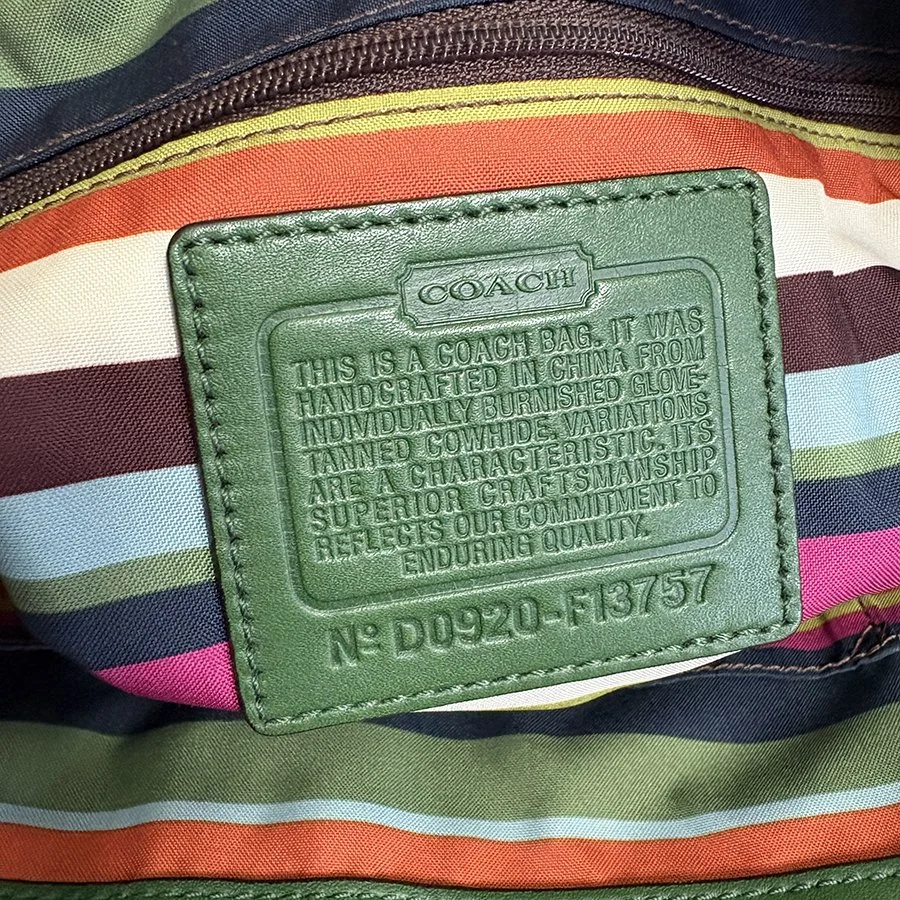 COACH
THIS IS A COACH BAG. IT WAS
HANDCRAFTED IN CHINA FROM
INDIVIDUALLY BURNISHED GLOVE-
TANNED COWHIDE. VARIATIONS
ARE A CHARACTERISTIC. ITS
SUPERIOR CRAFTSMANSHIP
REFLECTS OUR COMMITMENT TO
ENDURING QUALITY.
Nº D0920-F13757